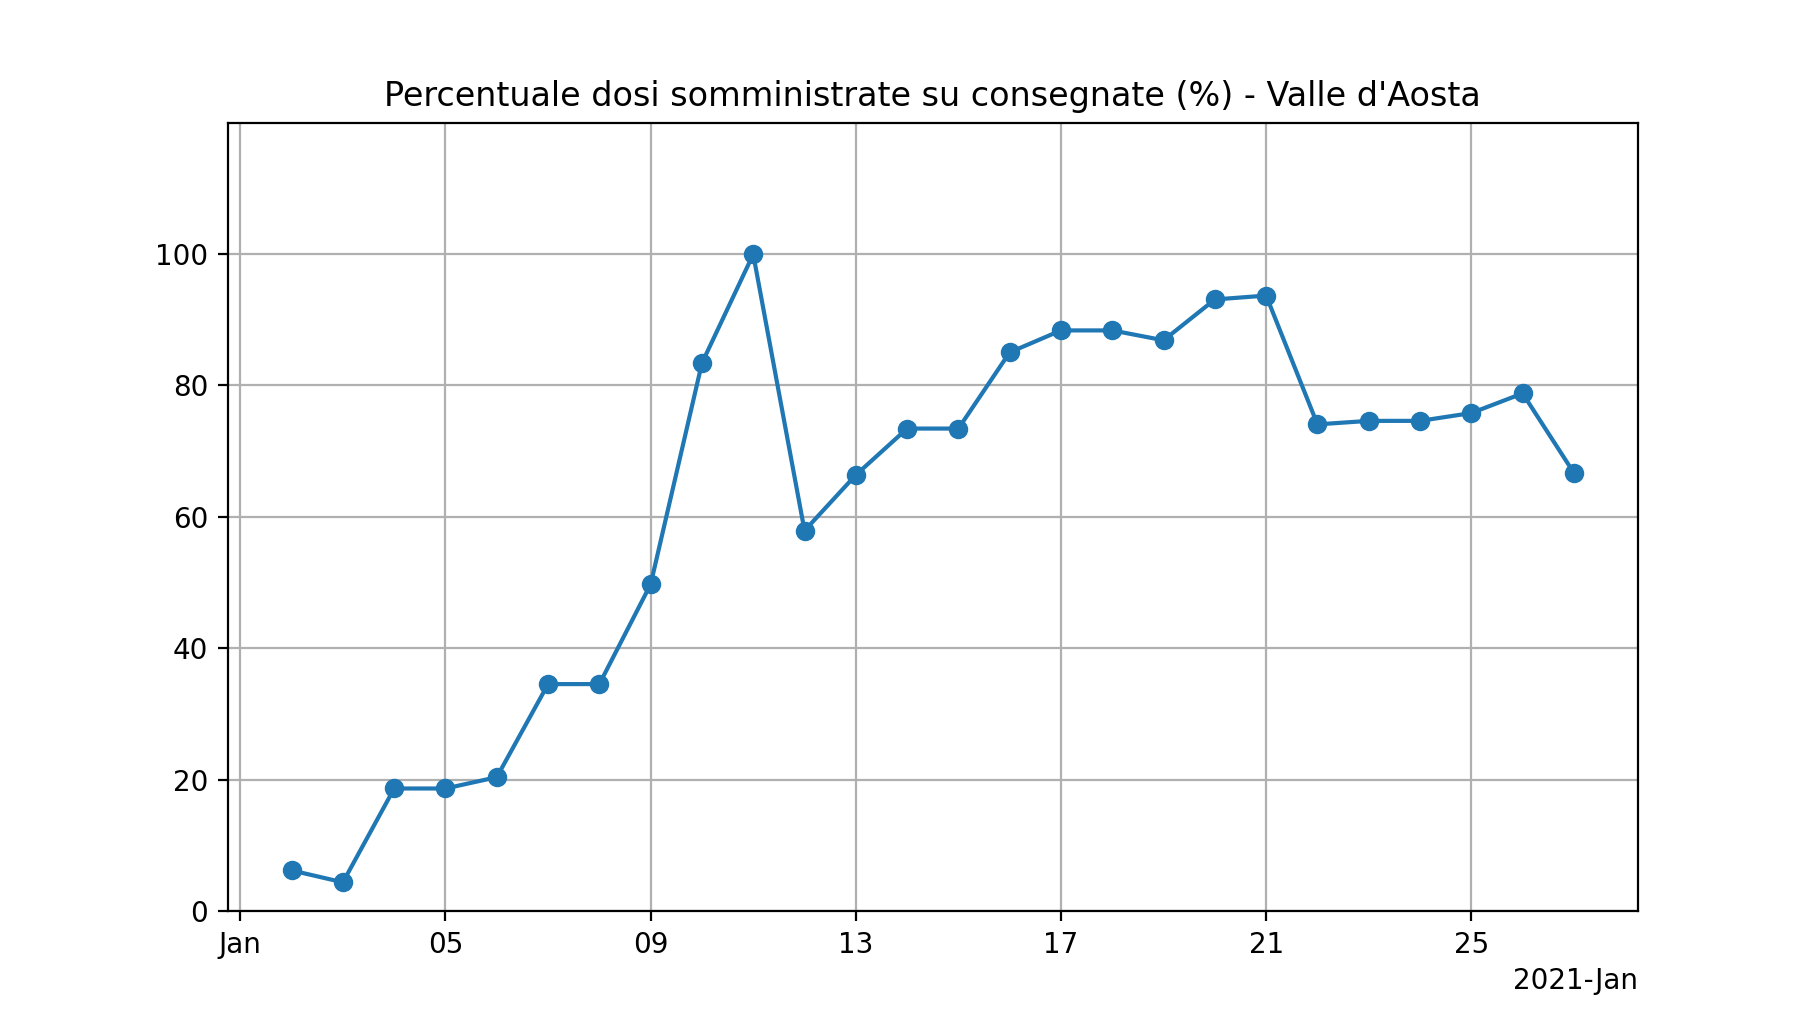 Percentuale dosi somministrate su consegnate (%) - Valle d'Aosta
100
80
60
40
20
0
Jan 05 09 13 17 21 25
2021-Jan